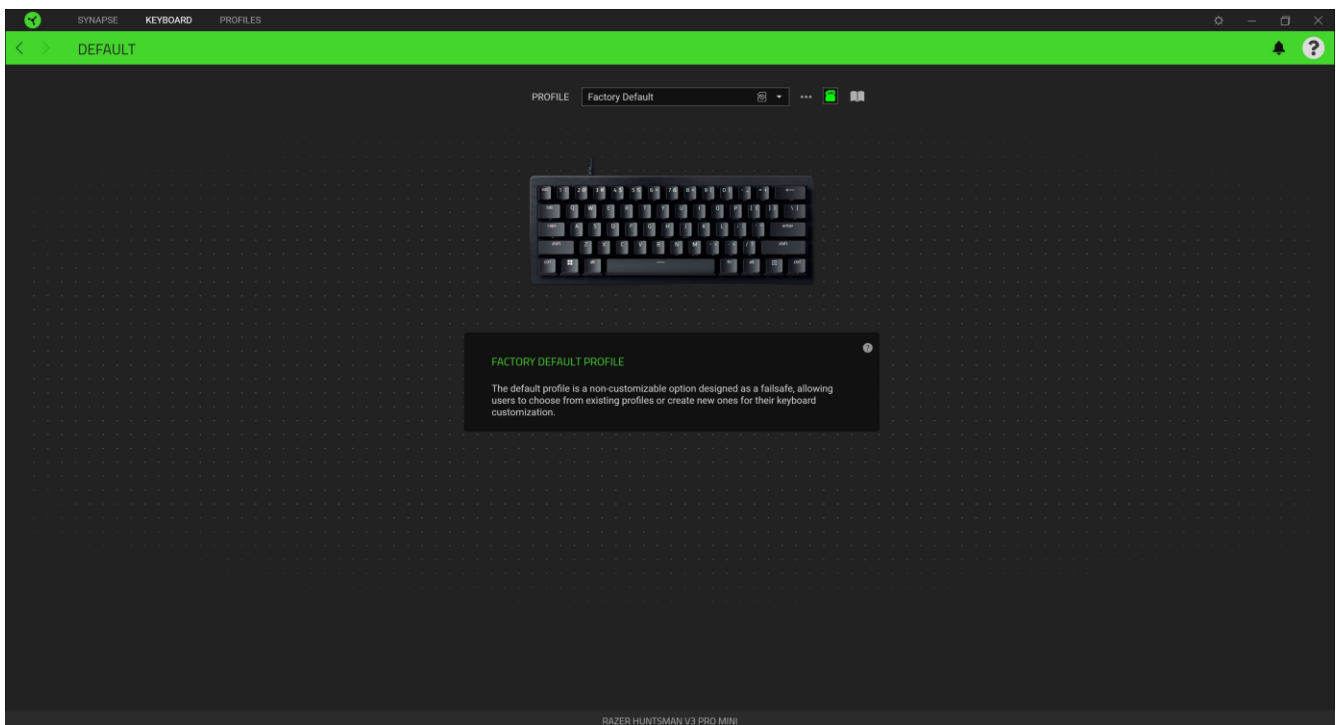 SYNAPSE KEYBOARD PROFILES
DEFAULT
PROFILE Factory Default
FACTORY DEFAULT PROFILE
The default profile is a non-customizable option designed as a failsafe, allowing
users to choose from existing profiles or create new ones for their keyboard
customization.
RAZER HUNTSMAN V3 PRO MINI